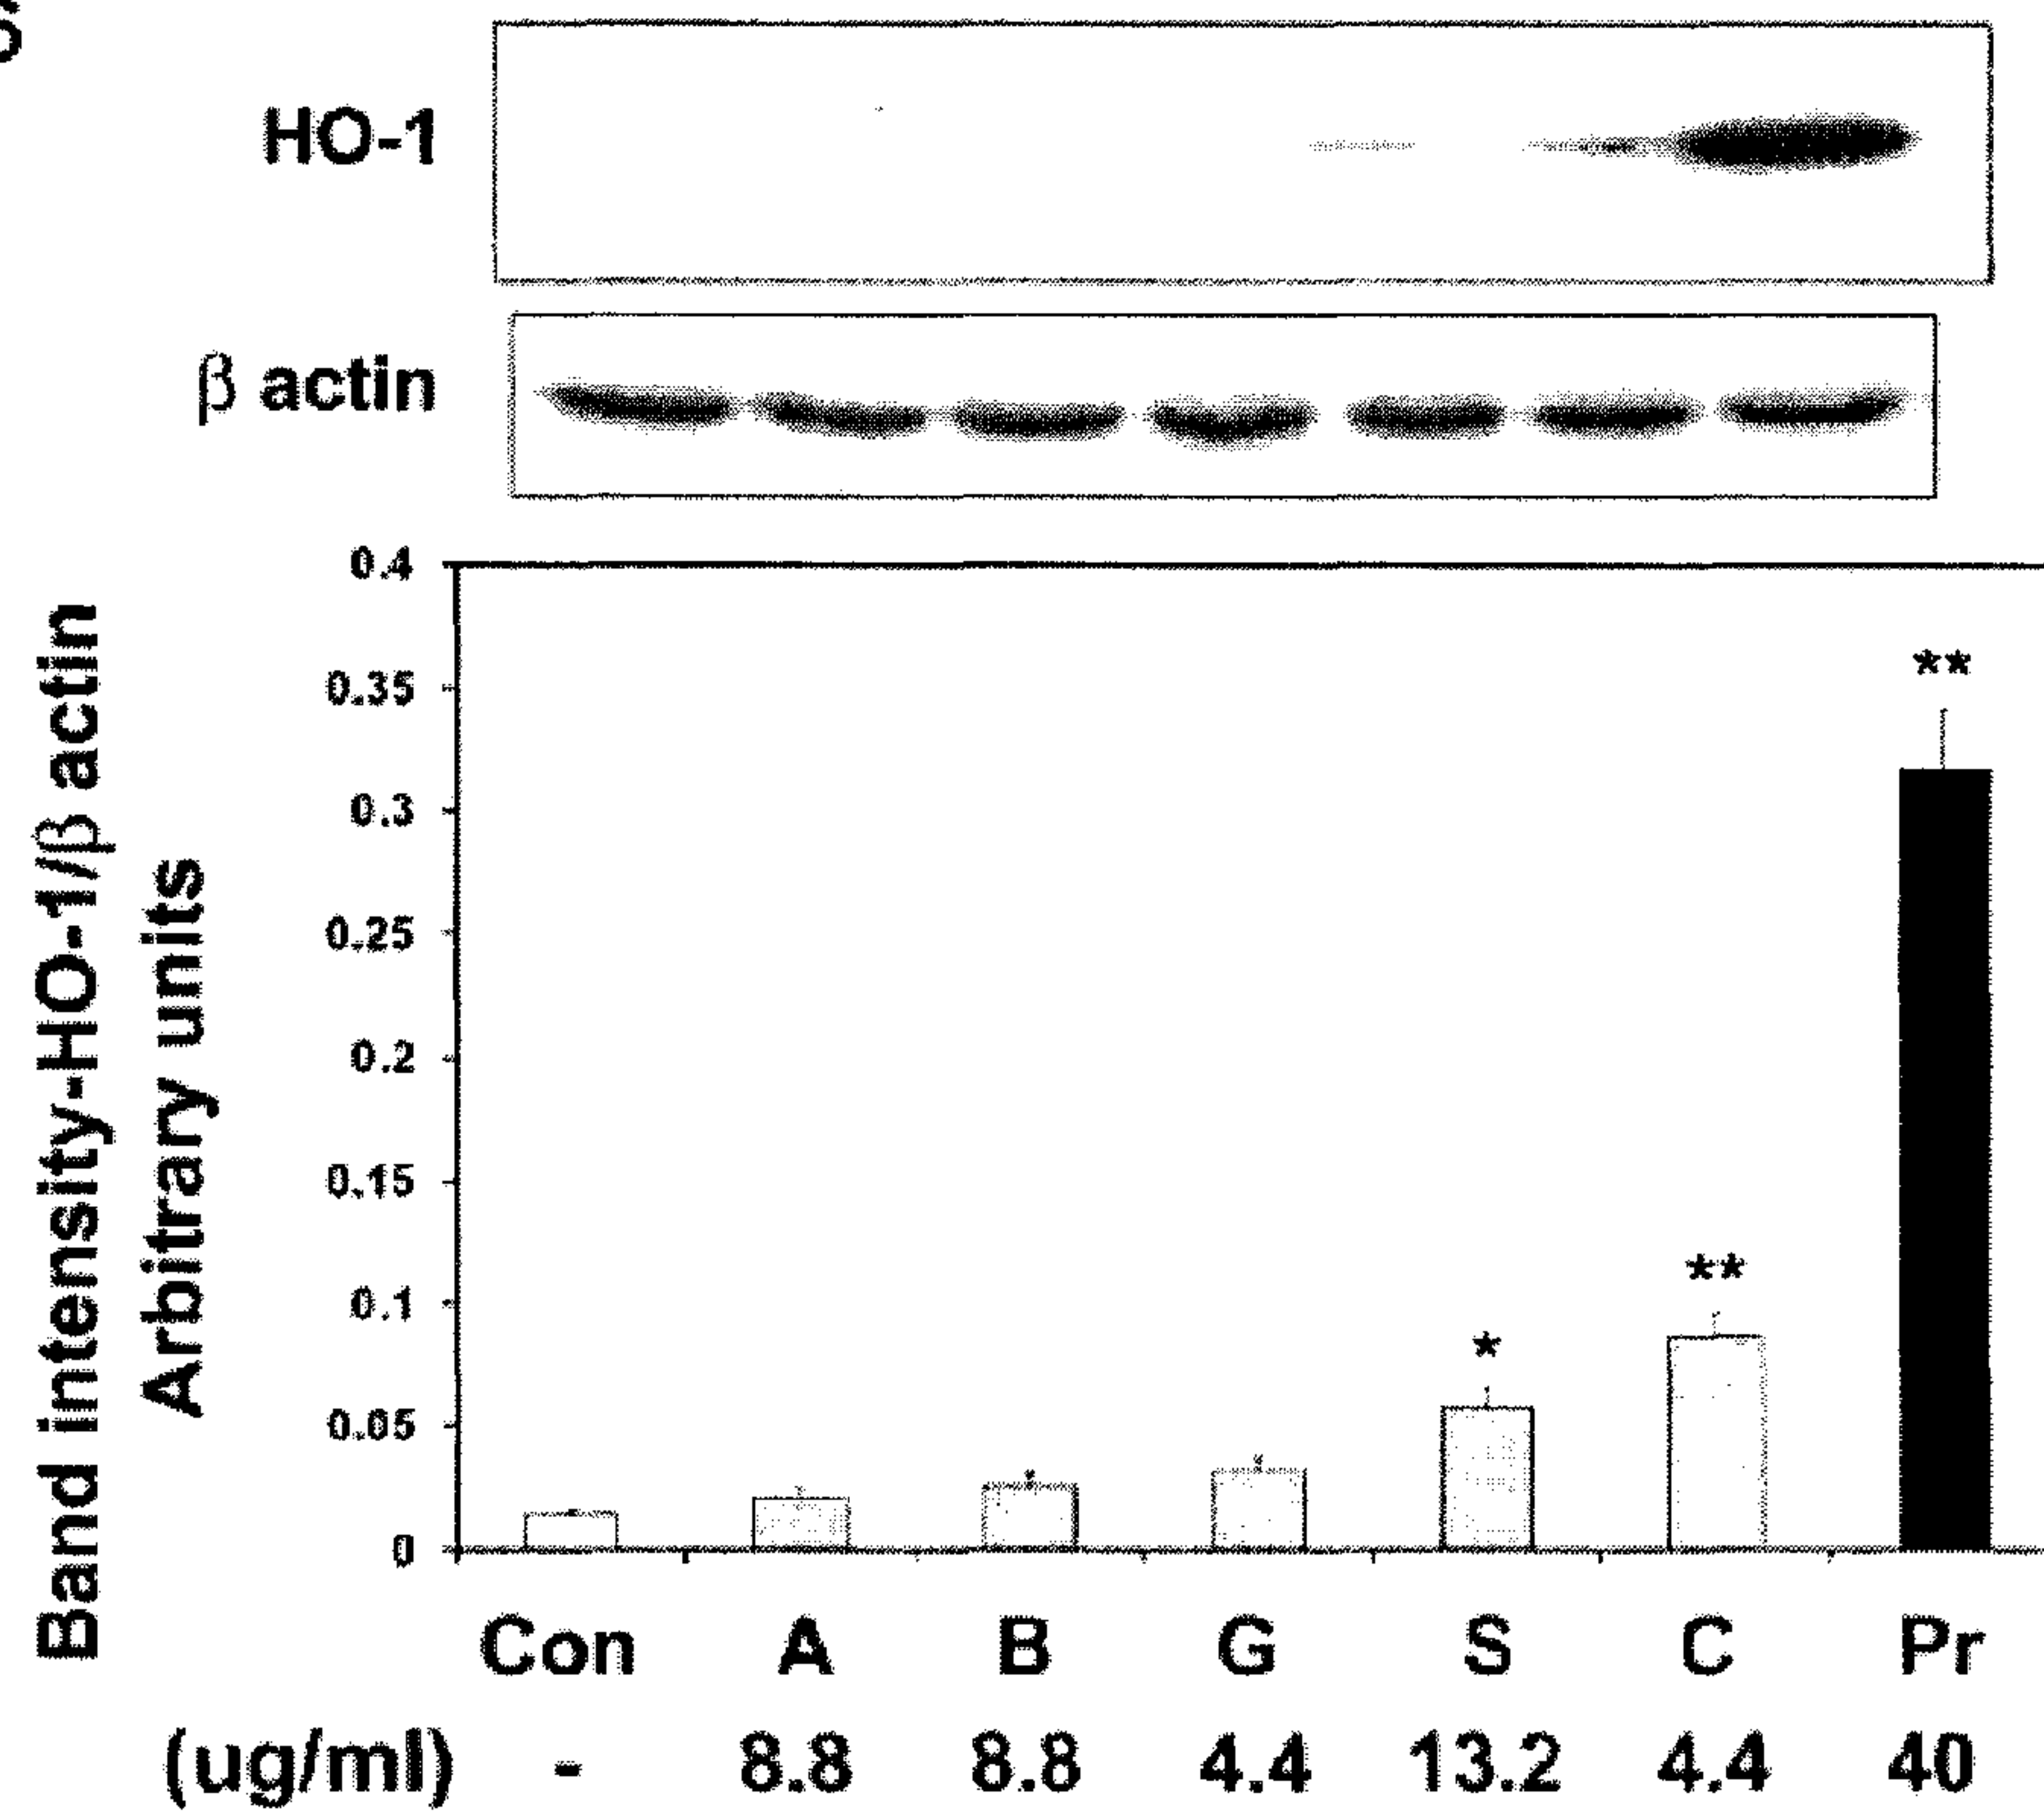 HO-1
β actin
Band intensity-HO-1/β actin
Arbitrary units
0.4
0.35
0.3
0.25
0.2
0.15
0.1
0.05
0
**
**
*
Con A B G S C Pr
(ug/ml) - 8.8 8.8 4.4 13.2 4.4 40